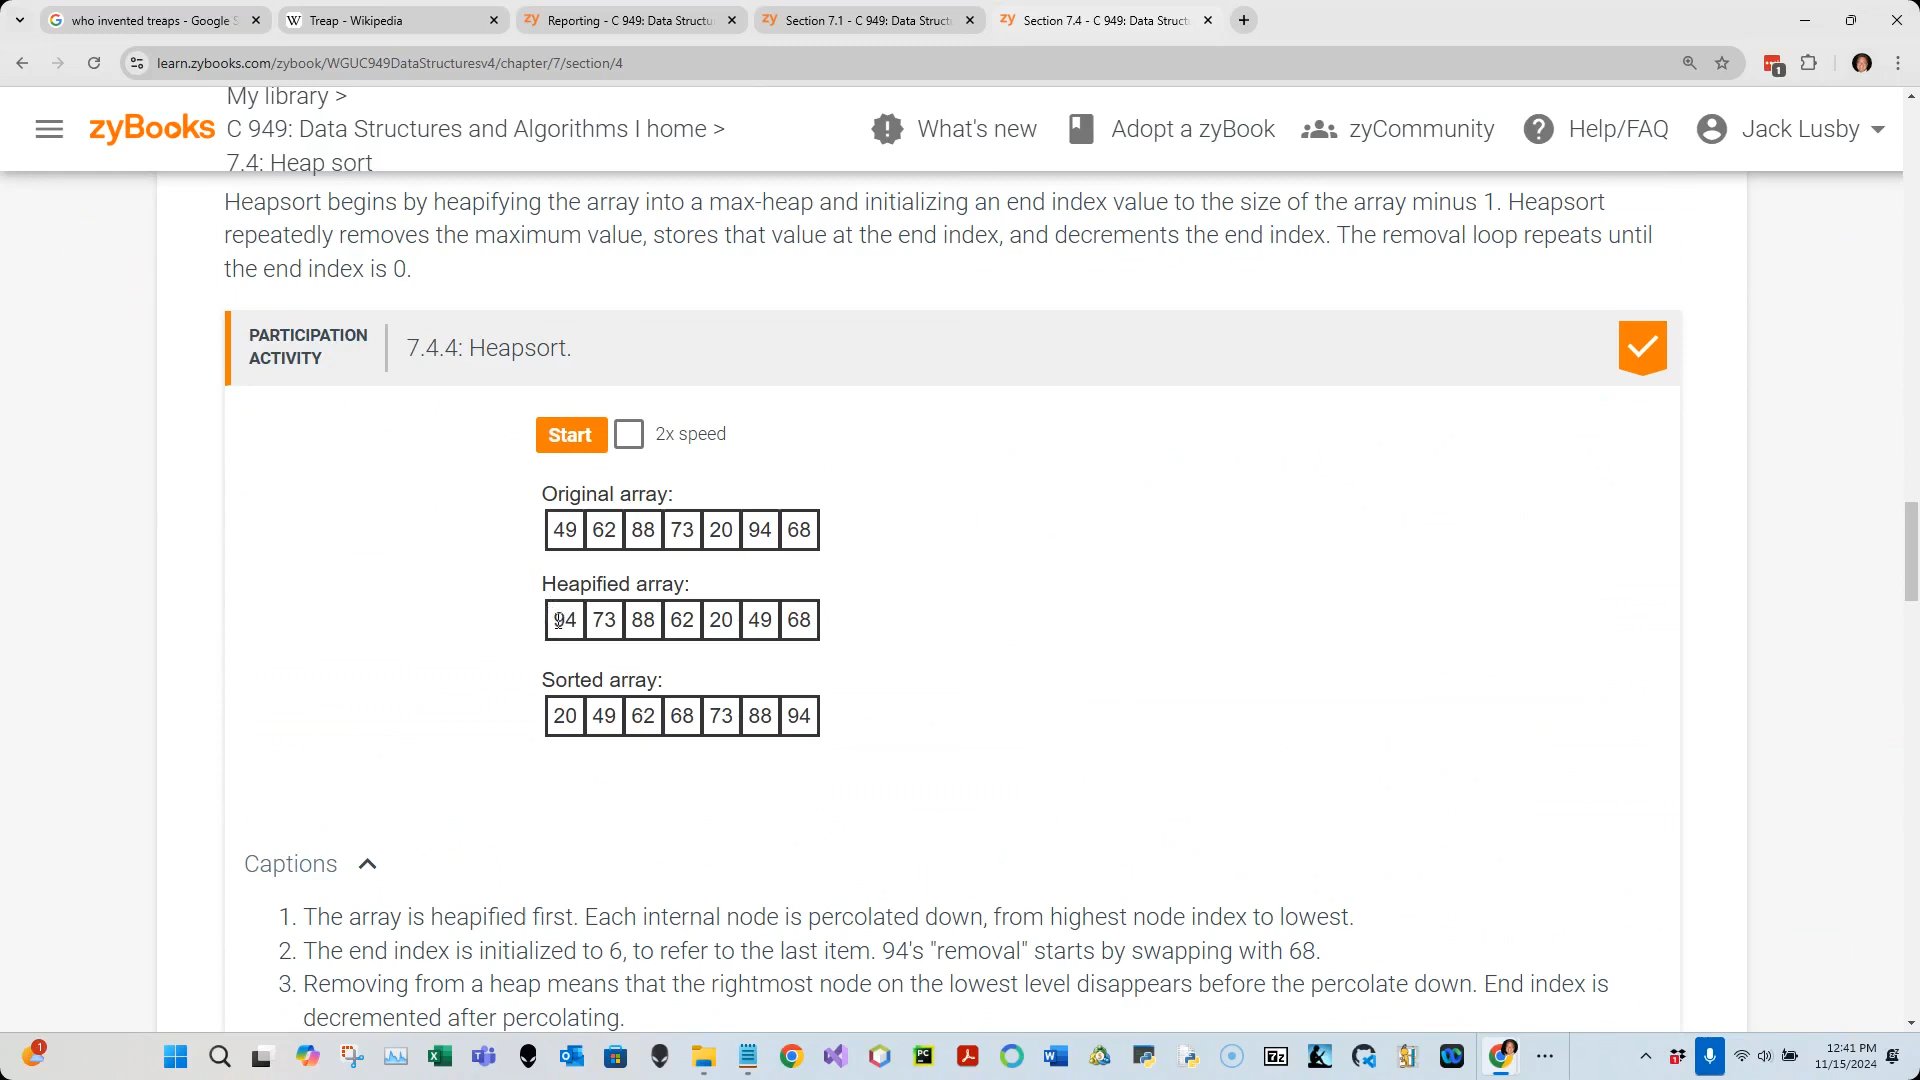 who invented treaps - Google S
Treap - Wikipedia
Reporting - C 949: Data Structu
Section 7.1 - C 949: Data Struct
Section 7.4 - C 949: Data Struct
learn.zybooks.com/zybook/WGUC949DataStructuresv4/chapter/7/section/4
1
My library >
zyBooks
C 949: Data Structures and Algorithms I home >
7.4: Heap sort
What's new
Adopt a zyBook
zyCommunity
Help/FAQ
Jack Lusby
Heapsort begins by heapifying the array into a max-heap and initializing an end index value to the size of the array minus 1. Heapsort
repeatedly removes the maximum value, stores that value at the end index, and decrements the end index. The removal loop repeats until
the end index is 0.
PARTICIPATION
ACTIVITY
7.4.4: Heapsort.
Start
2x speed
Original array:
49 62 88 73 20 94 68
Heapified array:
94 73 88 62 20 49 68
Sorted array:
20 49 62 68 73 88 94
Captions
1. The array is heapified first. Each internal node is percolated down, from highest node index to lowest.
2. The end index is initialized to 6, to refer to the last item. 94's "removal" starts by swapping with 68.
3. Removing from a heap means that the rightmost node on the lowest level disappears before the percolate down. End index is
decremented after percolating.
12:41 PM
11/15/2024